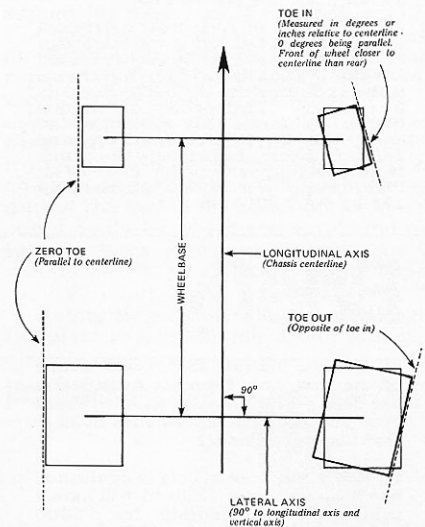 TOE IN
(Measured in degrees or
inches relative to centerline -
0 degrees being parallel.
Front of wheel closer to
centerline than rear)
ZERO TOE
(Parallel to centerline)
WHEELBASE
LONGITUDINAL AXIS
(Chassis centerline)
TOE OUT
(Opposite of toe in)
90°
LATERAL AXIS
(90° to longitudinal axis and
vertical axis)